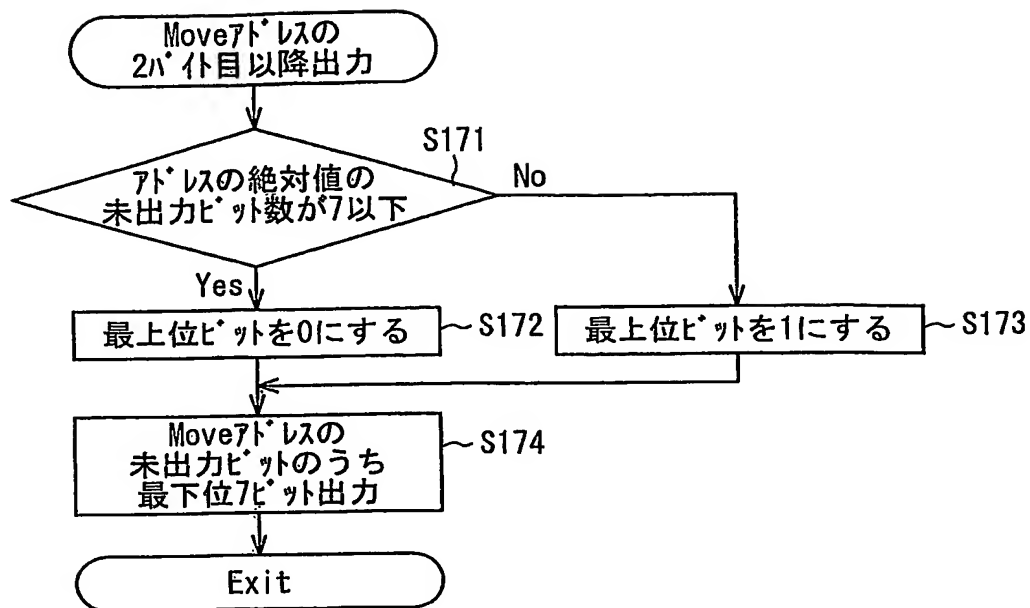 Moveｱﾄﾞﾚｽの
2ﾊﾞｲﾄ目以降出力
S171
ｱﾄﾞﾚｽの絶対値の
未出力ﾋﾞｯﾄ数が7以下
No
Yes
最上位ﾋﾞｯﾄを0にする
S172
最上位ﾋﾞｯﾄを1にする
S173
Moveｱﾄﾞﾚｽの
未出力ﾋﾞｯﾄのうち
最下位7ﾋﾞｯﾄ出力
S174
Exit